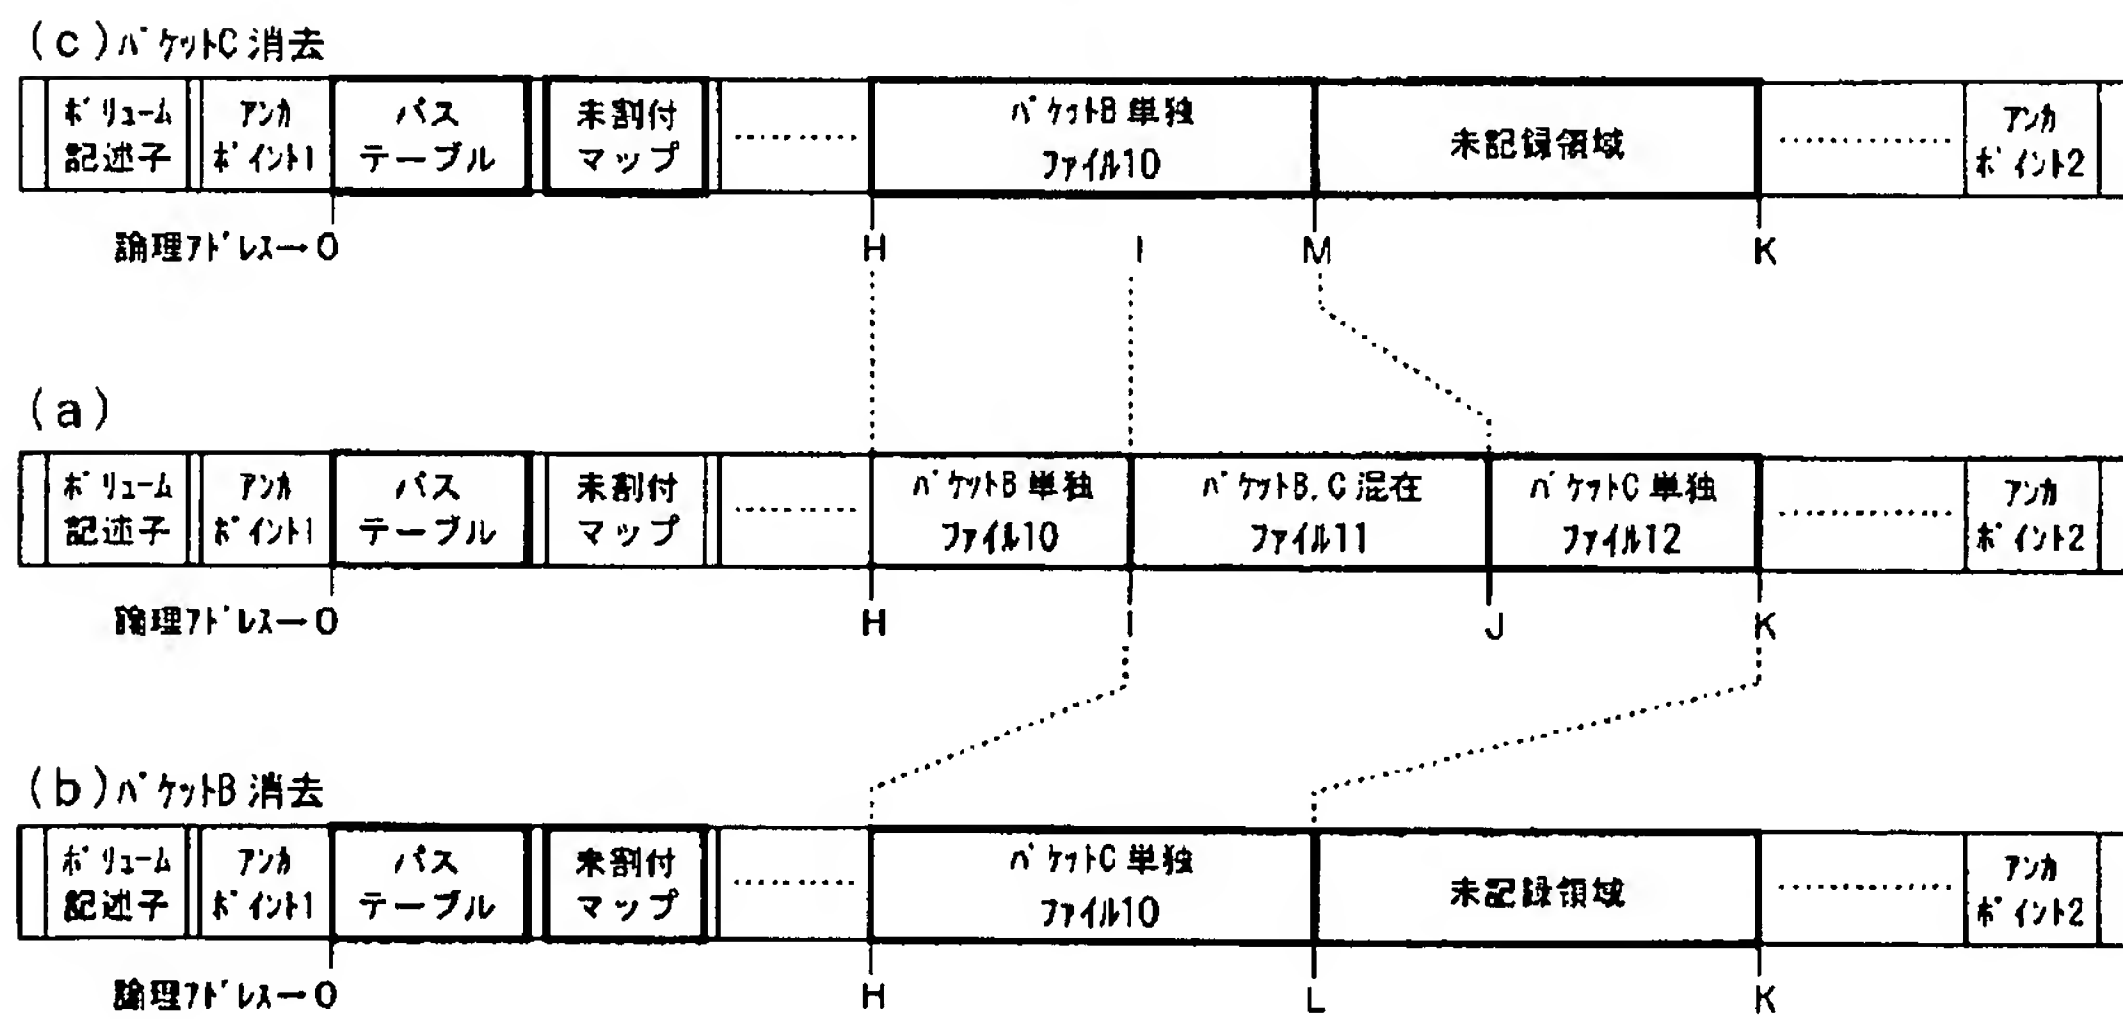 (c)パケットC消去
ボリューム
記述子
アンカ
ポイント1
パス
テーブル
未割付
マップ
パケットB単独
ファイル10
未記録領域
アンカ
ポイント2
論理アドレス→0
H
I
M
K
(a)
ボリューム
記述子
アンカ
ポイント1
パス
テーブル
未割付
マップ
パケットB単独
ファイル10
パケットB,C混在
ファイル11
パケットC単独
ファイル12
アンカ
ポイント2
論理アドレス→0
H
I
J
K
(b)パケットB消去
ボリューム
記述子
アンカ
ポイント1
パス
テーブル
未割付
マップ
パケットC単独
ファイル10
未記録領域
アンカ
ポイント2
論理アドレス→0
H
L
K